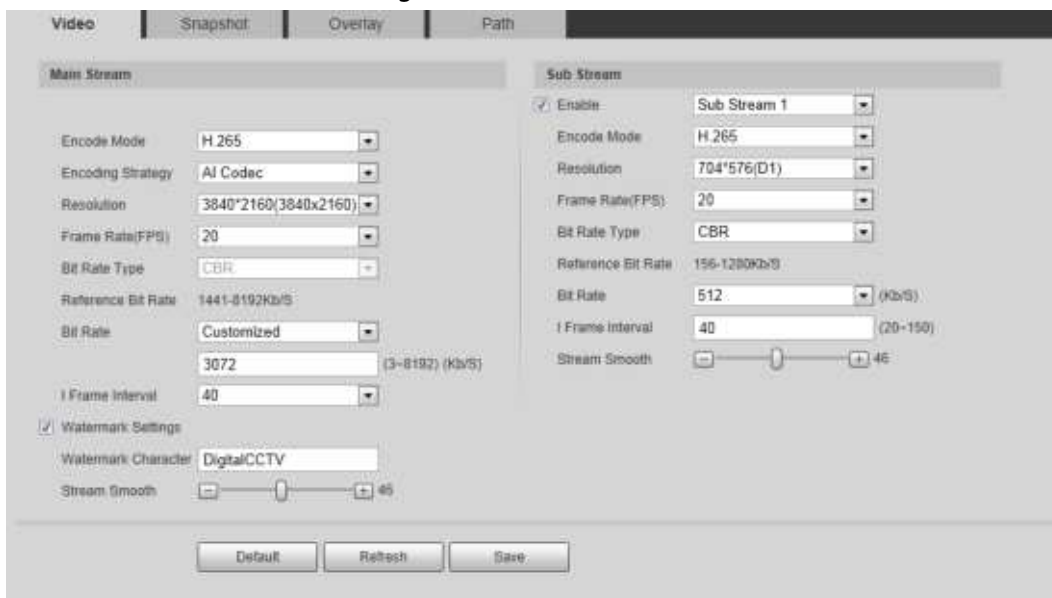 Video Snapshot Overlay Path
Main Stream
Encode Mode H.265
Encoding Strategy AI Codec
Resolution 3840*2160(3840x2160)
Frame Rate(FPS) 20
Bit Rate Type CBR
Reference Bit Rate 1441-8192Kb/S
Bit Rate Customized
3072 (3~8192) (Kb/S)
I Frame Interval 40
Watermark Settings
Watermark Character DigitalCCTV
Stream Smooth 46
Sub Stream
Enable Sub Stream 1
Encode Mode H.265
Resolution 704*576(D1)
Frame Rate(FPS) 20
Bit Rate Type CBR
Reference Bit Rate 156-1280Kb/S
Bit Rate 512 (Kb/S)
I Frame Interval 40 (20~150)
Stream Smooth 46
Default Refresh Save